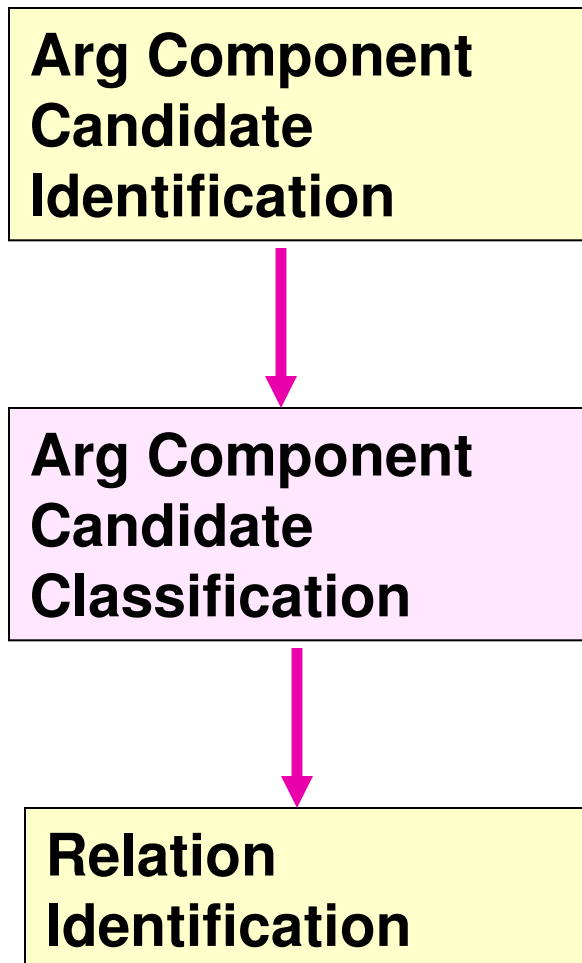 Arg Component
Candidate
Identification
Arg Component
Candidate
Classification
Relation
Identification